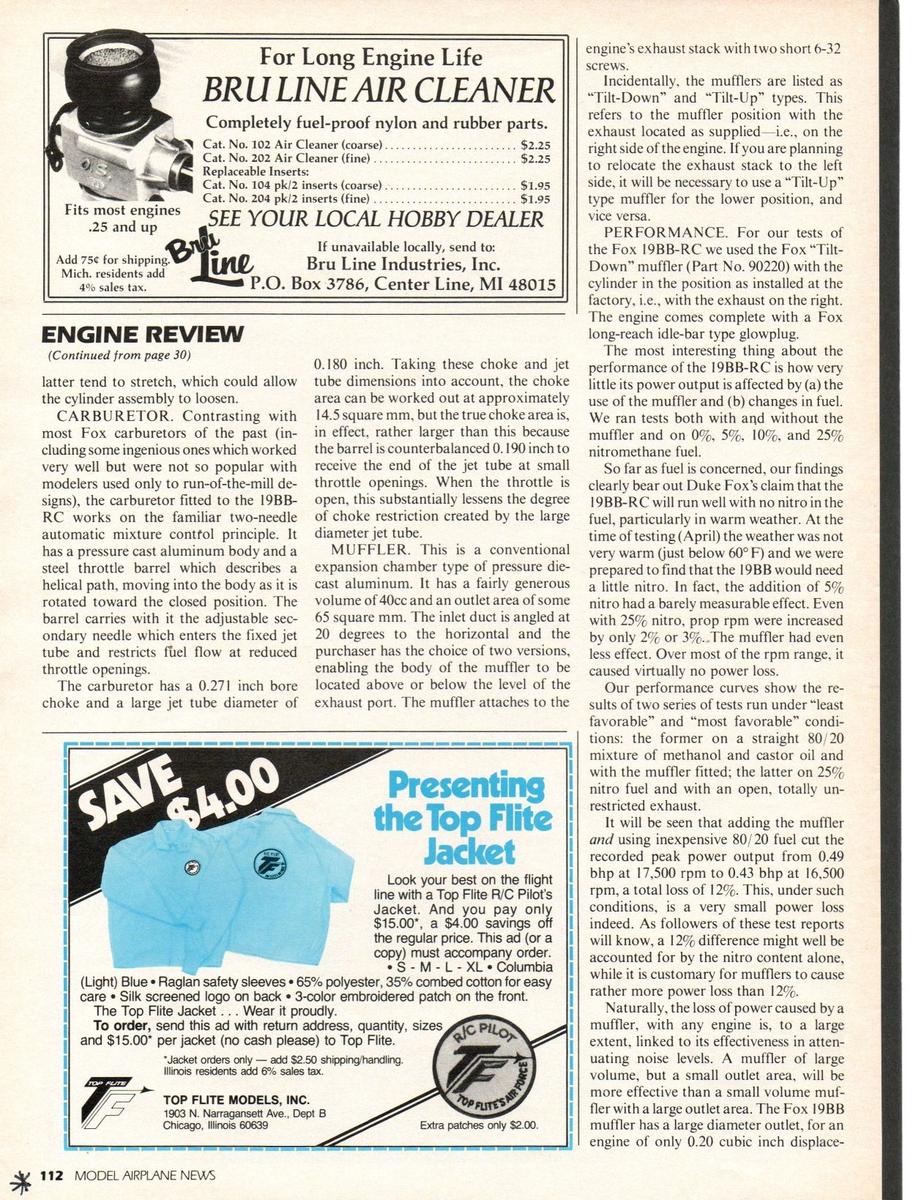 For Long Engine Life
BRU LINE AIR CLEANER
Completely fuel-proof nylon and rubber parts.
Cat. No. 102 Air Cleaner (coarse)........................ $2.25
Cat. No. 202 Air Cleaner (fine).......................... $2.25
Replaceable Inserts:
Cat. No. 104 pk/2 inserts (coarse)........................ $1.95
Cat. No. 204 pk/2 inserts (fine).......................... $1.95
O.S.
Fits most engines
.25 and up
SEE YOUR LOCAL HOBBY DEALER
Add 75¢ for shipping.
Mich. residents add
4% sales tax.
Bru
Line
If unavailable locally, send to:
Bru Line Industries, Inc.
P.O. Box 3786, Center Line, MI 48015
ENGINE REVIEW
(Continued from page 30)
latter tend to stretch, which could allow
the cylinder assembly to loosen.
CARBURETOR. Contrasting with
most Fox carburetors of the past (in-
cluding some ingenious ones which worked
very well but were not so popular with
modelers used only to run-of-the-mill de-
signs), the carburetor fitted to the 19BB-
RC works on the familiar two-needle
automatic mixture control principle. It
has a pressure cast aluminum body and a
steel throttle barrel which describes a
helical path, moving into the body as it is
rotated toward the closed position. The
barrel carries with it the adjustable sec-
ondary needle which enters the fixed jet
tube and restricts fuel flow at reduced
throttle openings.
The carburetor has a 0.271 inch bore
choke and a large jet tube diameter of
0.180 inch. Taking these choke and jet
tube dimensions into account, the choke
area can be worked out at approximately
14.5 square mm, but the true choke area is,
in effect, rather larger than this because
the barrel is counterbalanced 0.190 inch to
receive the end of the jet tube at small
throttle openings. When the throttle is
open, this substantially lessens the degree
of choke restriction created by the large
diameter jet tube.
MUFFLER. This is a conventional
expansion chamber type of pressure die-
cast aluminum. It has a fairly generous
volume of 40cc and an outlet area of some
65 square mm. The inlet duct is angled at
20 degrees to the horizontal and the
purchaser has the choice of two versions,
enabling the body of the muffler to be
located above or below the level of the
exhaust port. The muffler attaches to the
engine's exhaust stack with two short 6-32
screws.
Incidentally, the mufflers are listed as
“Tilt-Down” and “Tilt-Up” types. This
refers to the muffler position with the
exhaust located as supplied—i.e., on the
right side of the engine. If you are planning
to relocate the exhaust stack to the left
side, it will be necessary to use a “Tilt-Up”
type muffler for the lower position, and
vice versa.
PERFORMANCE. For our tests of
the Fox 19BB-RC we used the Fox “Tilt-
Down” muffler (Part No. 90220) with the
cylinder in the position as installed at the
factory, i.e., with the exhaust on the right.
The engine comes complete with a Fox
long-reach idle-bar type glowplug.
The most interesting thing about the
performance of the 19BB-RC is how very
little its power output is affected by (a) the
use of the muffler and (b) changes in fuel.
We ran tests both with and without the
muffler and on 0%, 5%, 10%, and 25%
nitromethane fuel.
So far as fuel is concerned, our findings
clearly bear out Duke Fox's claim that the
19BB-RC will run well with no nitro in the
fuel, particularly in warm weather. At the
time of testing (April) the weather was not
very warm (just below 60° F) and we were
prepared to find that the 19BB would need
a little nitro. In fact, the addition of 5%
nitro had a barely measurable effect. Even
with 25% nitro, prop rpm were increased
by only 2% or 3%. The muffler had even
less effect. Over most of the rpm range, it
caused virtually no power loss.
Our performance curves show the re-
sults of two series of tests run under “least
favorable” and “most favorable” condi-
tions: the former on a straight 80/20
mixture of methanol and castor oil and
with the muffler fitted; the latter on 25%
nitro fuel and with an open, totally un-
restricted exhaust.
It will be seen that adding the muffler
and using inexpensive 80/20 fuel cut the
recorded peak power output from 0.49
bhp at 17,500 rpm to 0.43 bhp at 16,500
rpm, a total loss of 12%. This, under such
conditions, is a very small power loss
indeed. As followers of these test reports
will know, a 12% difference might well be
accounted for by the nitro content alone,
while it is customary for mufflers to cause
rather more power loss than 12%.
Naturally, the loss of power caused by a
muffler, with any engine is, to a large
extent, linked to its effectiveness in atten-
uating noise levels. A muffler of large
volume, but a small outlet area, will be
more effective than a small volume muf-
fler with a large outlet area. The Fox 19BB
muffler has a large diameter outlet, for an
engine of only 0.20 cubic inch displace-
SAVE
$4.00
Presenting
the Top Flite
Jacket
Look your best on the flight
line with a Top Flite R/C Pilot's
Jacket. And you pay only
$15.00*, a $4.00 savings off
the regular price. This ad (or a
copy) must accompany order.
• S - M - L - XL • Columbia
(Light) Blue • Raglan safety sleeves • 65% polyester, 35% combed cotton for easy
care • Silk screened logo on back • 3-color embroidered patch on the front.
The Top Flite Jacket . . . Wear it proudly.
To order, send this ad with return address, quantity, sizes
and $15.00* per jacket (no cash please) to Top Flite.
*Jacket orders only — add $2.50 shipping/handling.
Illinois residents add 6% sales tax.
TOP FLITE
TOP FLITE MODELS, INC.
1903 N. Narragansett Ave., Dept B
Chicago, Illinois 60639
R/C PILOT
TOP FLITE'S AIR FORCE
Extra patches only $2.00.
112 MODEL AIRPLANE NEWS